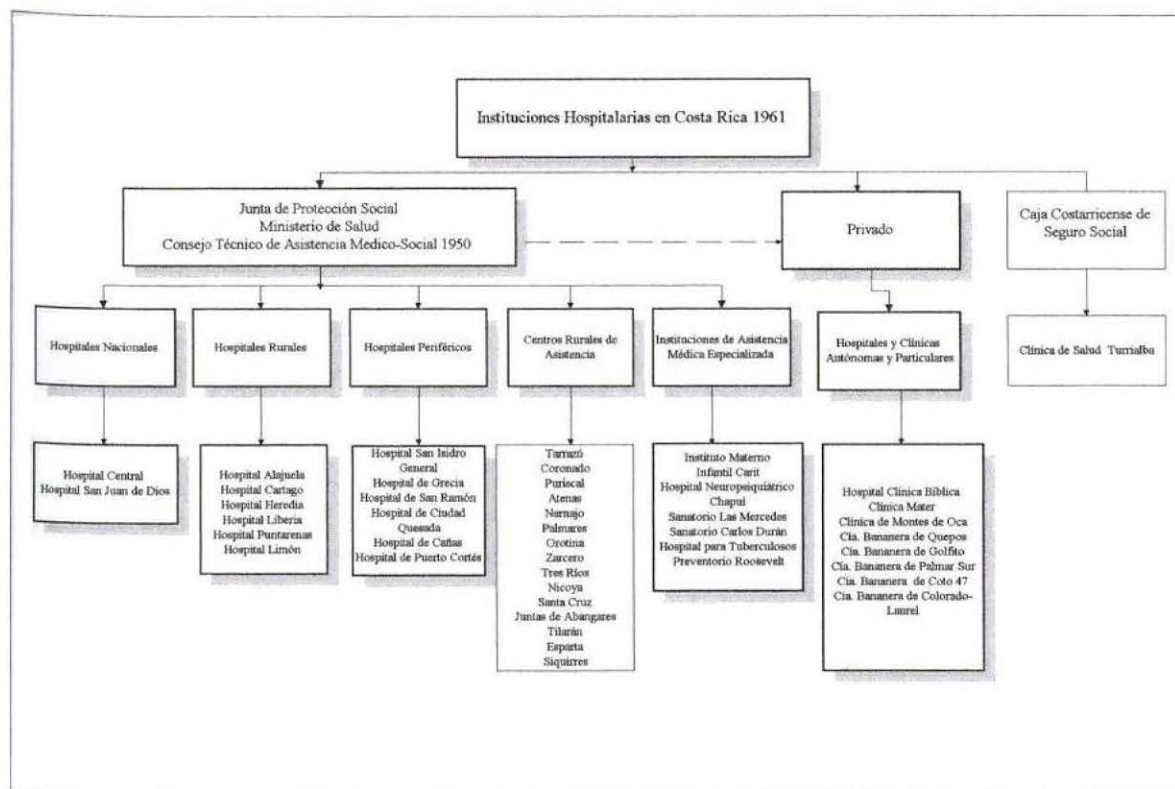 Instituciones Hospitalarias en Costa Rica 1961
Junta de Protección Social
Ministerio de Salud
Consejo Técnico de Asistencia Medico-Social 1950
Privado
Caja Costarricense de
Seguro Social
Hospitales Nacionales
Hospitales Rurales
Hospitales Periféricos
Centros Rurales de
Asistencia
Instituciones de Asistencia
Médica Especializada
Hospitales y Clínicas
Autónomas y Particulares
Clínica de Salud Turrialba
Hospital Central
Hospital San Juan de Dios
Hospital Alajuela
Hospital Cartago
Hospital Heredia
Hospital Liberia
Hospital Puntarenas
Hospital Limón
Hospital San Isidro
General
Hospital de Grecia
Hospital de San Ramón
Hospital de Ciudad
Quesada
Hospital de Cañas
Hospital de Puerto Cortés
Tarrazú
Coronado
Puriscal
Atenas
Narnajo
Palmares
Orotina
Zarcero
Tres Ríos
Nicoya
Santa Cruz
Juntas de Abangares
Tilarán
Esparta
Siquirres
Instituto Materno
Infantil Carit
Hospital Neuropsiquiátrico
Chapui
Sanatorio Las Mercedes
Sanatorio Carlos Durán
Hospital para Tuberculosos
Preventorio Roosevelt
Hospital Clínica Bíblica
Clínica Mater
Clínica de Montes de Oca
Cía. Bananera de Quepos
Cía. Bananera de Golfito
Cía. Bananera de Palmar Sur
Cía. Bananera de Coto 47
Cía. Bananera de Colorado-
Laurel